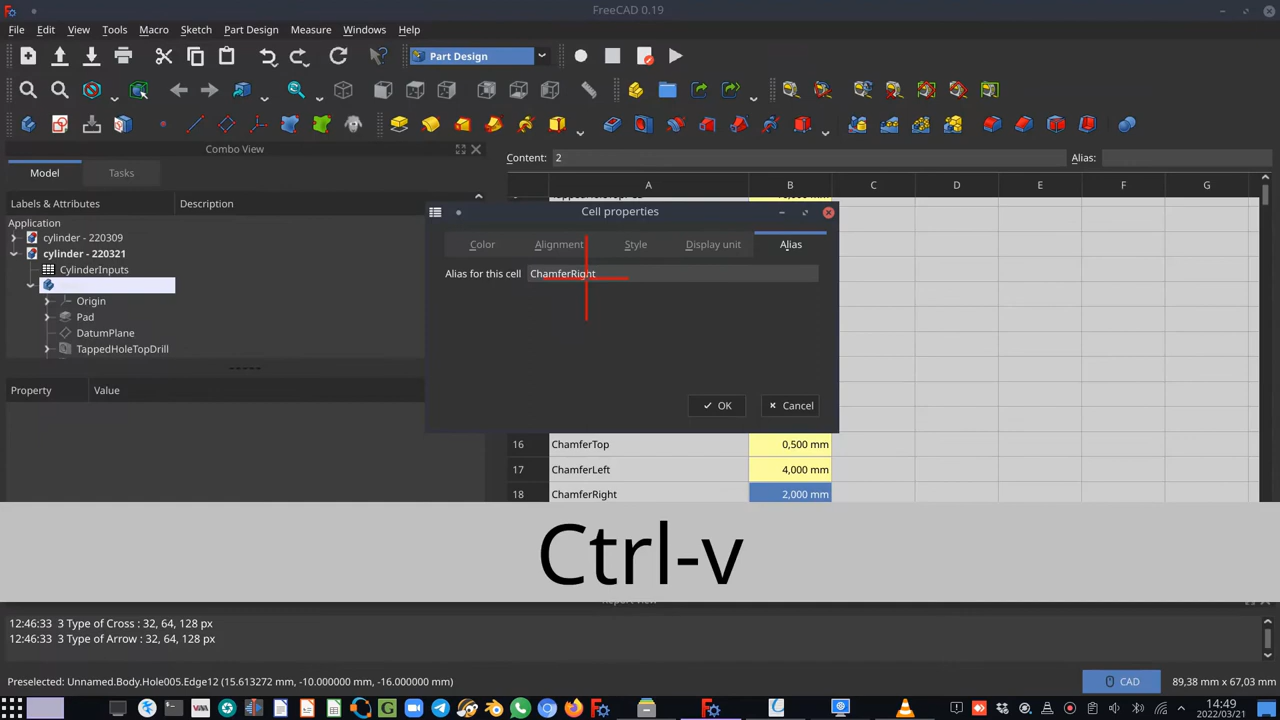 FreeCAD 0.19
File Edit View Tools Macro Sketch Part Design Measure Windows Help
Part Design
Combo View
Content: 2 Alias:
Model Tasks
A B C D E F G
Labels & Attributes Description
Cell properties
Application
cylinder - 220309
Color Alignment Style Display unit Alias
cylinder - 220321
CylinderInputs
Alias for this cell ChamferRight
Origin
Pad
DatumPlane
TappedHoleTopDrill
Property Value
OK Cancel
16 ChamferTop 0,500 mm
17 ChamferLeft 4,000 mm
18 ChamferRight 2,000 mm
Ctrl-v
12:46:33 3 Type of Cross : 32, 64, 128 px
12:46:33 3 Type of Arrow : 32, 64, 128 px
Preselected: Unnamed.Body.Hole005.Edge12 (15.613272 mm, -10.000000 mm, -16.000000 mm)
CAD 89,38 mm x 67,03 mm
14:49
2022/03/21